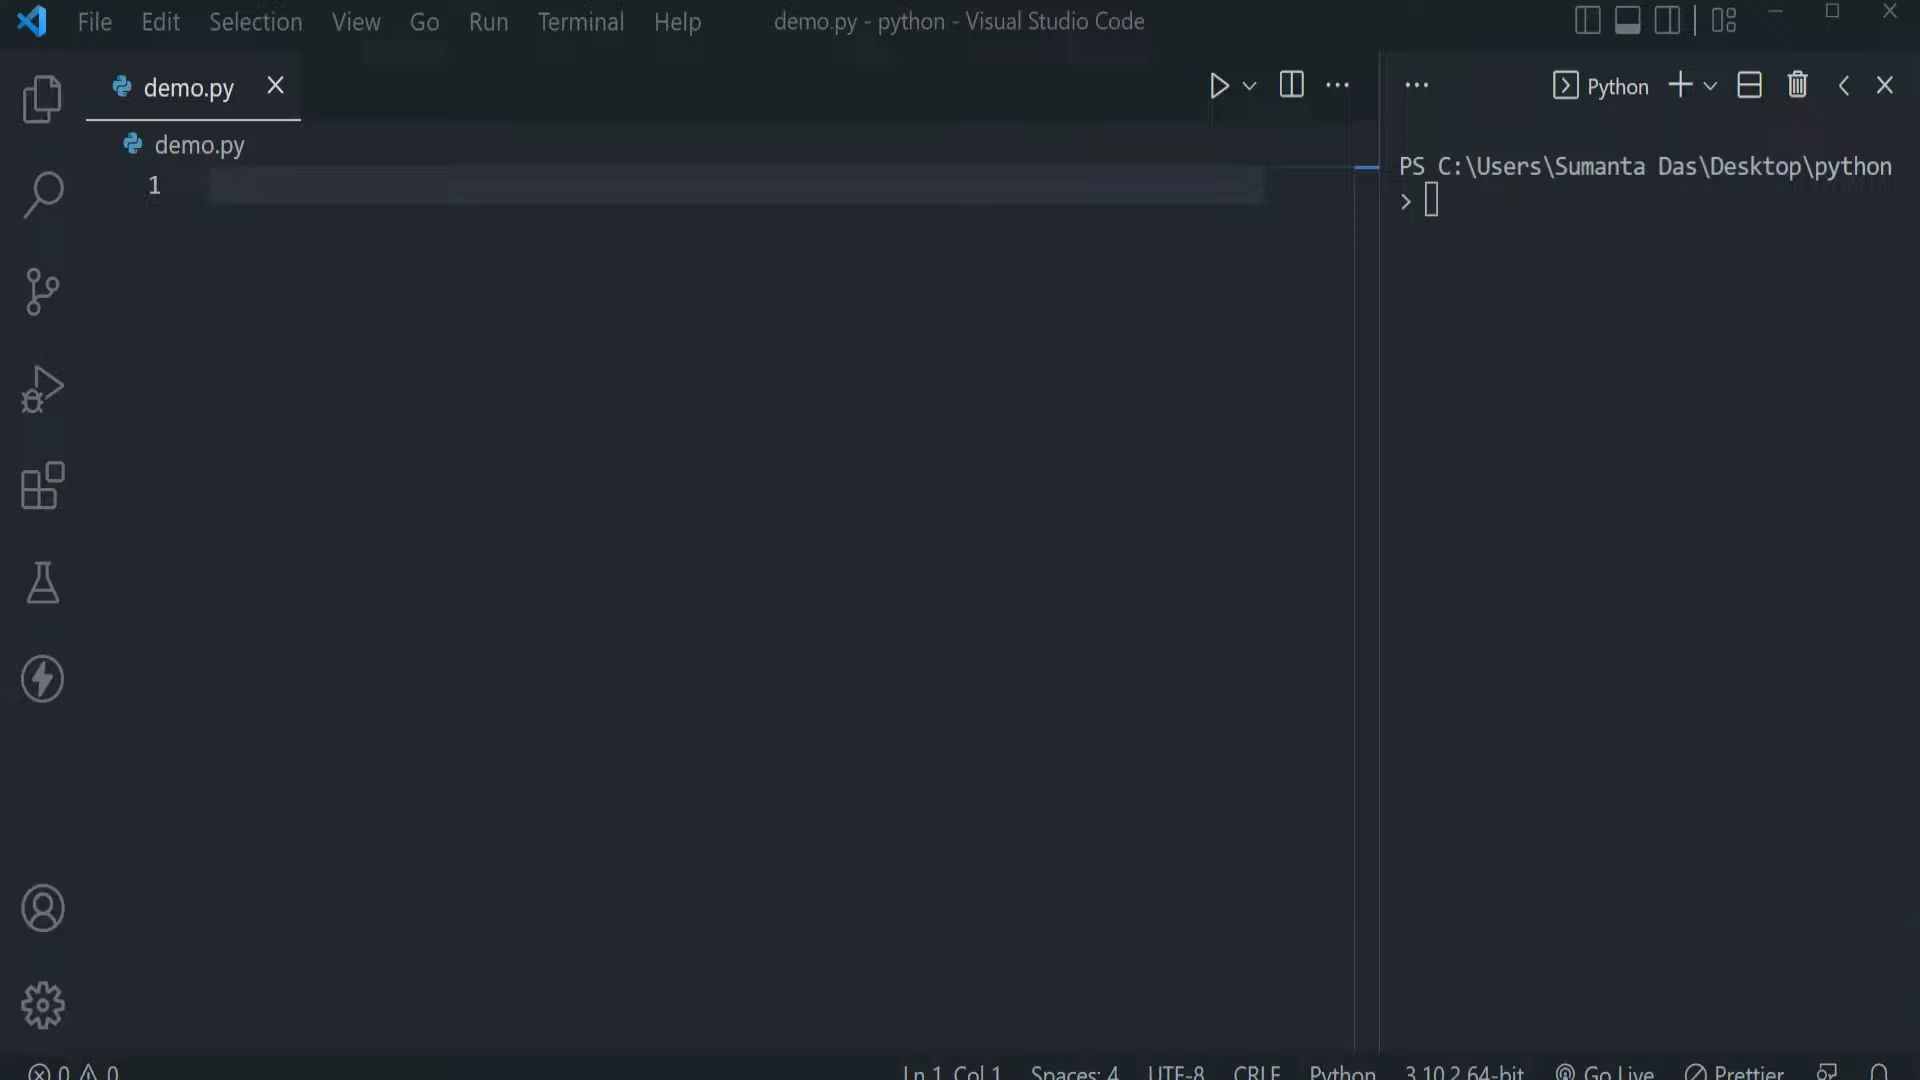 File Edit Selection View Go Run Terminal Help demo.py - python - Visual Studio Code
demo.py
Python
demo.py
1
PS C:\Users\Sumanta Das\Desktop\python
>
0 0 Ln 1, Col 1 Spaces: 4 UTF-8 CRLF Python 3.10.2 64-bit Go Live Prettier